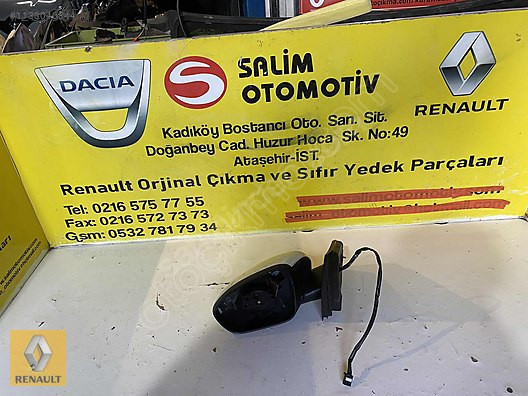 DACIA
S
SALİM
OTOMOTİV
RENAULT
Kadıköy Bostancı Oto. San. Sit.
Doğanbey Cad. Huzur Hoca Sk. No:49
Ataşehir-İST.
Renault Orjinal Çıkma ve Sıfır Yedek Parçaları
Tel: 0216 575 77 55
Fax: 0216 572 73 73
Gsm: 0532 781 79 34
RENAULT